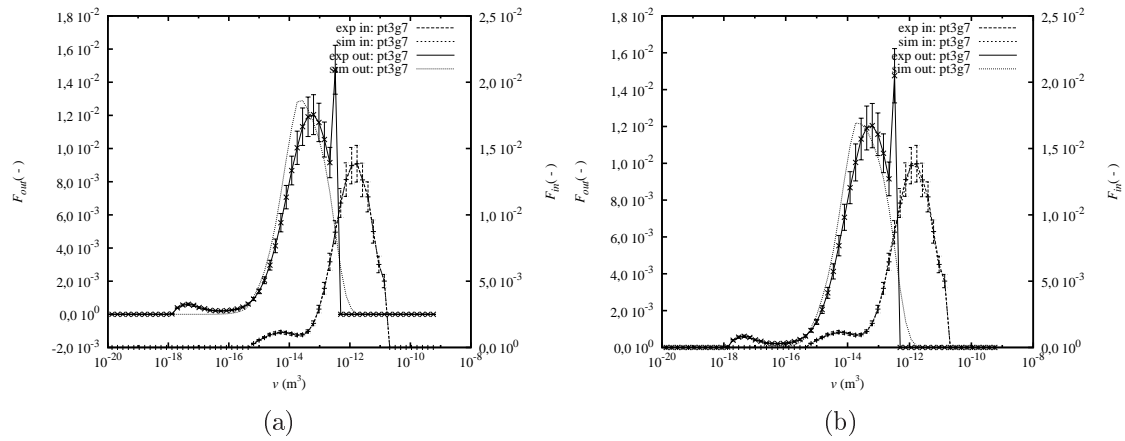 1,8 10⁻²
1,6 10⁻²
1,4 10⁻²
1,2 10⁻²
1,0 10⁻²
8,0 10⁻³
6,0 10⁻³
4,0 10⁻³
2,0 10⁻³
0,0 10⁰
-2,0 10⁻³
F_out(-)
10⁻²⁰ 10⁻¹⁸ 10⁻¹⁶ 10⁻¹⁴ 10⁻¹² 10⁻¹⁰ 10⁻⁸
v (m³)
2,5 10⁻²
2,0 10⁻²
1,5 10⁻²
1,0 10⁻²
5,0 10⁻³
0,0 10⁰
F_in(-)
exp in: pt3g7
sim in: pt3g7
exp out: pt3g7
sim out: pt3g7
(a)
1,8 10⁻²
1,6 10⁻²
1,4 10⁻²
1,2 10⁻²
1,0 10⁻²
8,0 10⁻³
6,0 10⁻³
4,0 10⁻³
2,0 10⁻³
0,0 10⁰
F_out(-)
10⁻²⁰ 10⁻¹⁸ 10⁻¹⁶ 10⁻¹⁴ 10⁻¹² 10⁻¹⁰ 10⁻⁸
v (m³)
2,5 10⁻²
2,0 10⁻²
1,5 10⁻²
1,0 10⁻²
5,0 10⁻³
0,0 10⁰
F_in(-)
exp in: pt3g7
sim in: pt3g7
exp out: pt3g7
sim out: pt3g7
(b)